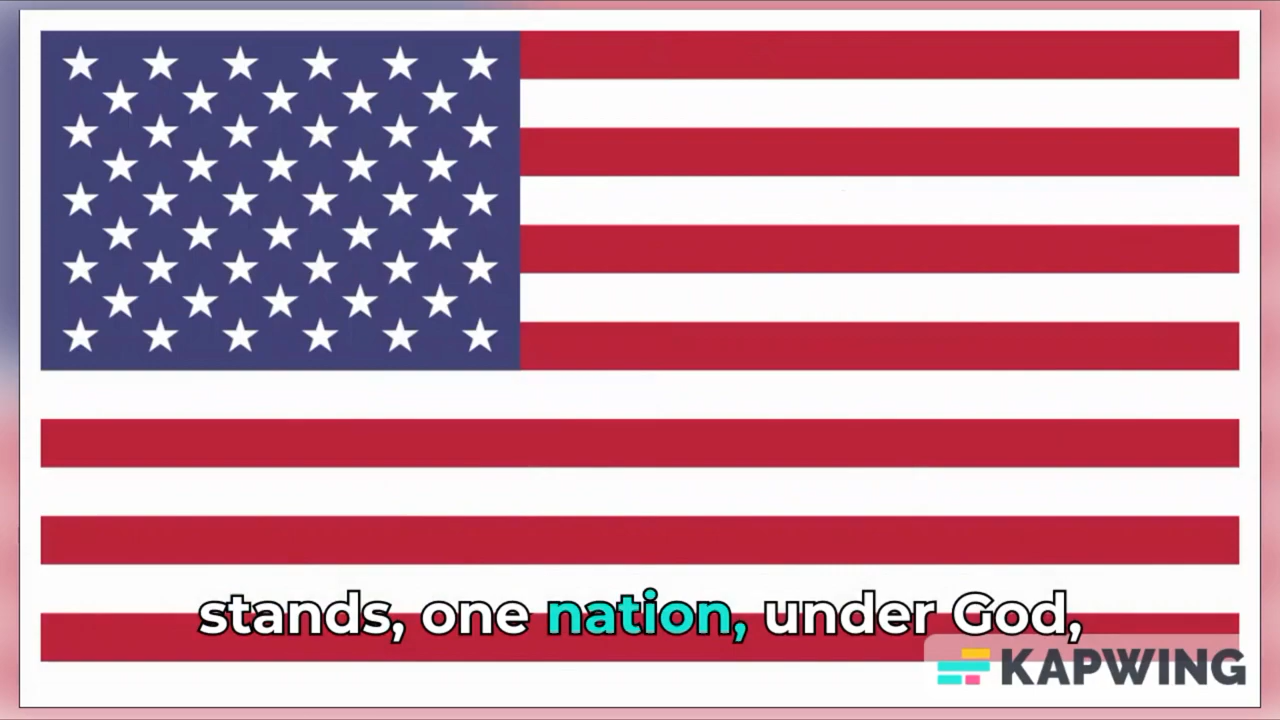 stands, one nation, under God,
KAPWING